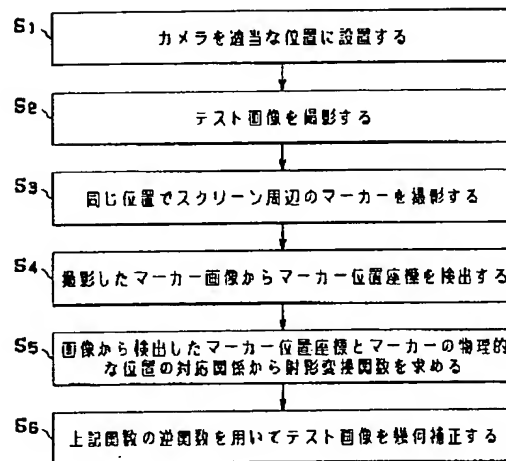 S1 カメラを適当な位置に設置する
S2 テスト画像を撮影する
S3 同じ位置でスクリーン周辺のマーカーを撮影する
S4 撮影したマーカー画像からマーカー位置座標を検出する
S5 画像から検出したマーカー位置座標とマーカーの物理的
な位置の対応関係から射影変換関数を求める
S6 上記関数の逆関数を用いてテスト画像を幾何補正する